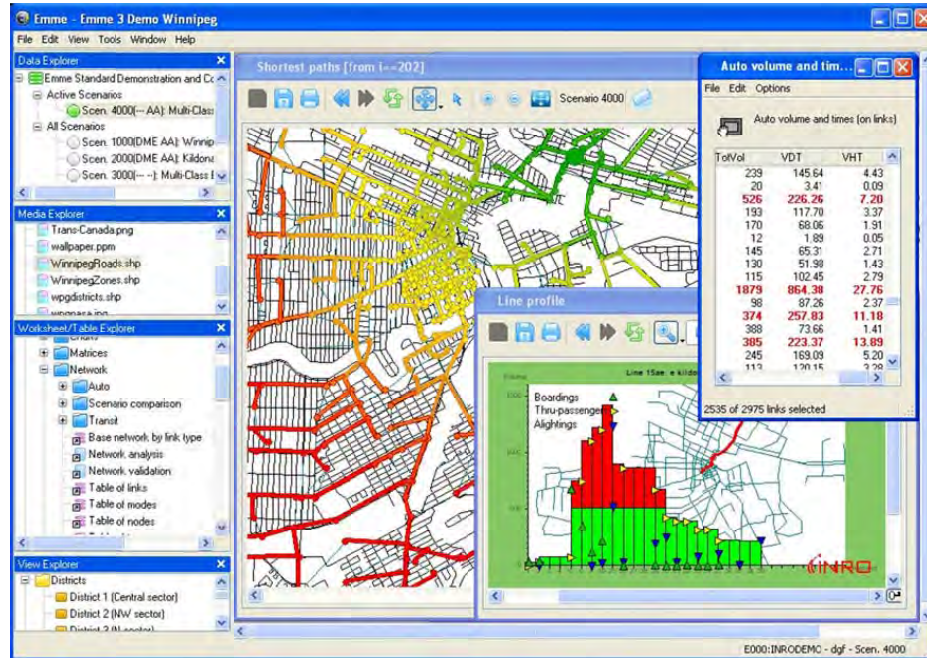 Emme - Emme 3 Demo Winnipeg
File Edit View Tools Window Help
Data Explorer
Emme Standard Demonstration and Cc
Active Scenarios
Scen. 4000(-- AA): Multi-Class
All Scenarios
Scen. 1000(DME AA): Winnip
Scen. 2000(DME AA): Kildona
Scen. 3000(-- --): Multi-Class
Media Explorer
Trans-Canada.png
wallpaper.ppm
WinnipegRoads.shp
WinnipegZones.shp
wpgdistricts.shp
Worksheet/Table Explorer
Matrices
Network
Auto
Scenario comparison
Transit
Base network by link type
Network analysis
Network validation
Table of links
Table of modes
Table of nodes
View Explorer
Districts
District 1 (Central sector)
District 2 (NW sector)
Shortest paths [from i==202]
Scenario 4000
Line profile
Boardings
Thru-passenger
Alightings
INRO
Auto volume and tim...
File Edit Options
Auto volume and times (on links)
TotVol VDT VHT
239 145.64 4.43
20 3.41 0.09
526 226.26 7.20
193 117.70 3.37
170 68.06 1.91
12 1.89 0.05
145 65.31 2.71
130 51.98 1.43
115 102.45 2.79
1879 864.38 27.76
98 87.26 2.37
374 257.83 11.18
388 73.66 1.41
385 223.37 13.89
245 169.09 5.20
113 120.15 3.28
2535 of 2975 links selected
E000:INRODEMO - dgf - Scen. 4000